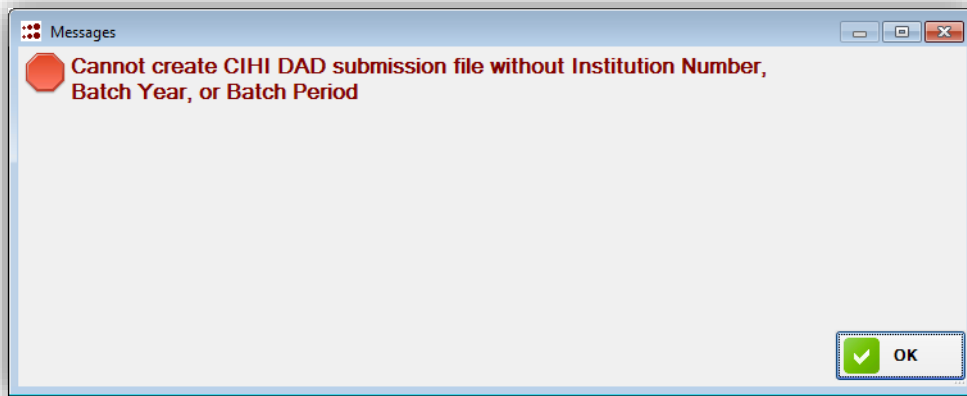 Messages
Cannot create CIHI DAD submission file without Institution Number,
Batch Year, or Batch Period
OK